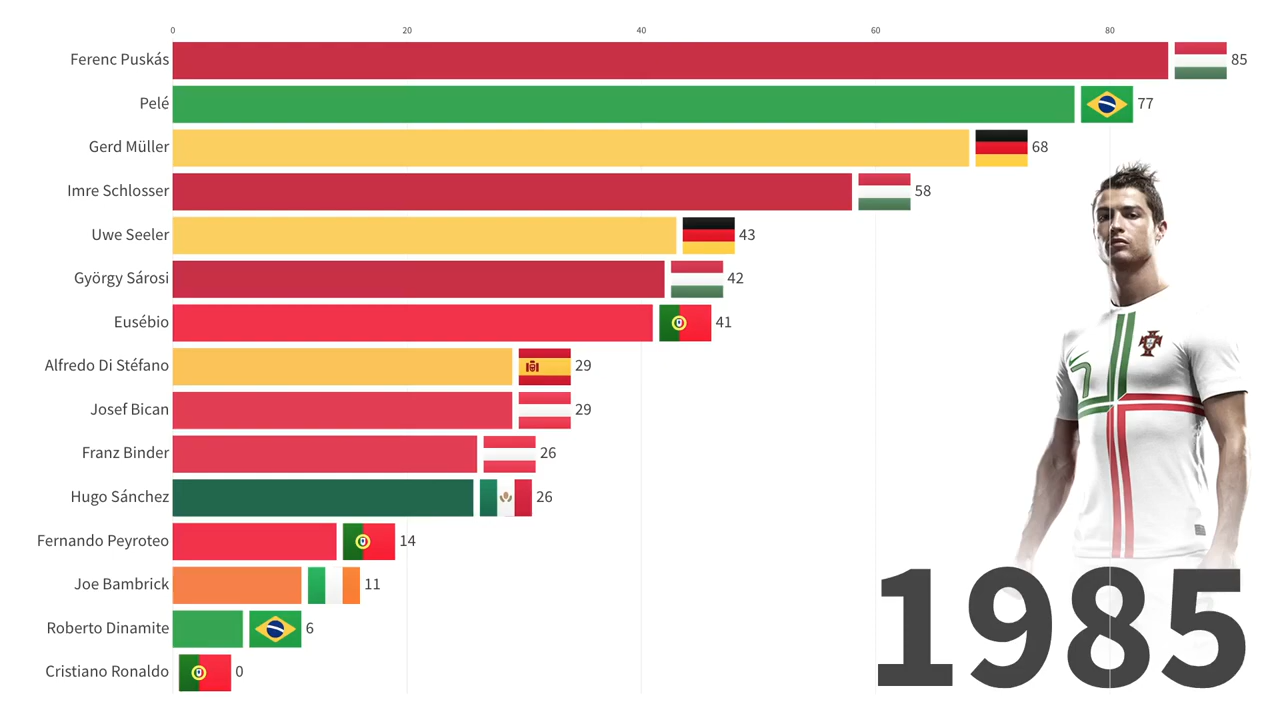 0 20 40 60 80
Ferenc Puskás 85
Pelé 77
Gerd Müller 68
Imre Schlosser 58
Uwe Seeler 43
György Sárosi 42
Eusébio 41
Alfredo Di Stéfano 29
Josef Bican 29
Franz Binder 26
Hugo Sánchez 26
Fernando Peyroteo 14
Joe Bambrick 11
Roberto Dinamite 6
Cristiano Ronaldo 0
7
1985